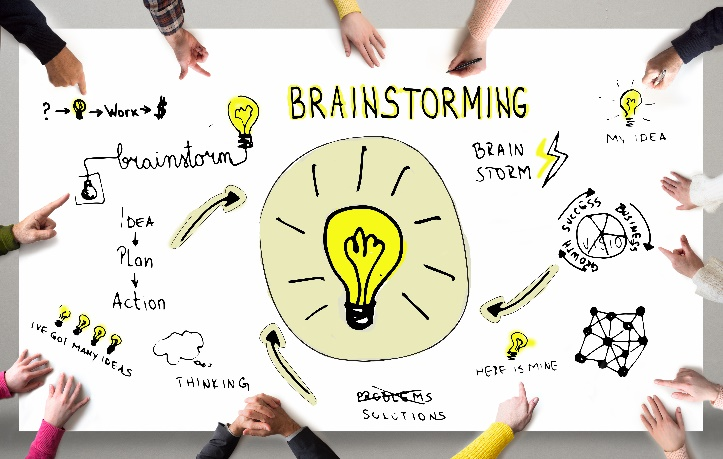 BRAINSTORMING
? → → Work → $
brainstorm
IDEA
Plan
Action
I'VE GOT MANY IDEAS
THINKING
PROBLEMS
SOLUTIONS
HERE IS MINE
BRAIN
STORM
MY IDEA
SUCCESS
BUSINESS
GROWTH